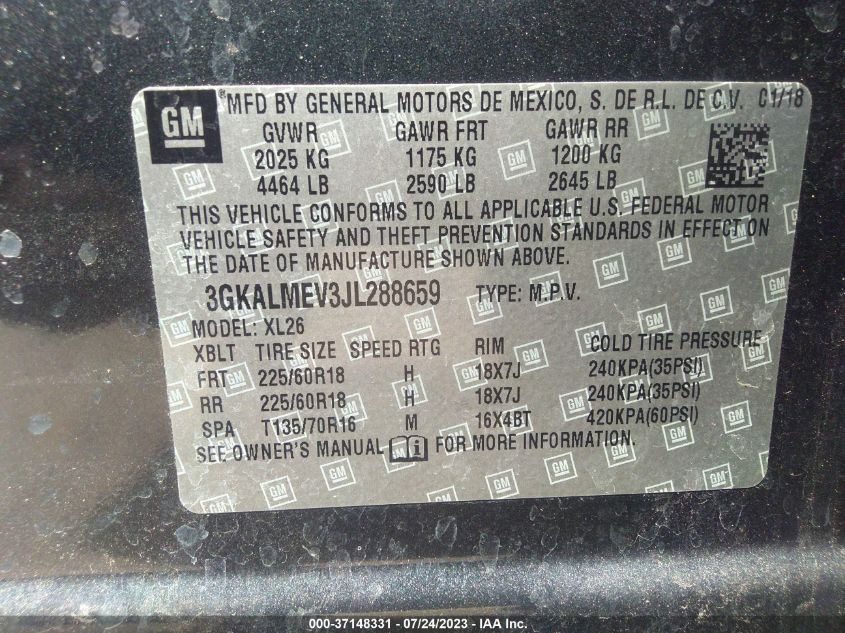 GM ® MFD BY GENERAL MOTORS DE MEXICO, S. DE R.L. DE C.V. 01/18
GVWR GAWR FRT GAWR RR
2025 KG 1175 KG 1200 KG
4464 LB 2590 LB 2645 LB
THIS VEHICLE CONFORMS TO ALL APPLICABLE U.S. FEDERAL MOTOR
VEHICLE SAFETY AND THEFT PREVENTION STANDARDS IN EFFECT ON
THE DATE OF MANUFACTURE SHOWN ABOVE.
3GKALMEV3JL288659 TYPE: M.P.V.
MODEL: XL26
XBLT TIRE SIZE SPEED RTG RIM COLD TIRE PRESSURE
FRT 225/60R18 H 18X7J 240KPA(35PSI)
RR 225/60R18 H 18X7J 240KPA(35PSI)
SPA T135/70R16 M 16X4BT 420KPA(60PSI)
SEE OWNER'S MANUAL FOR MORE INFORMATION.
000-37148331 - 07/24/2023 - IAA Inc.